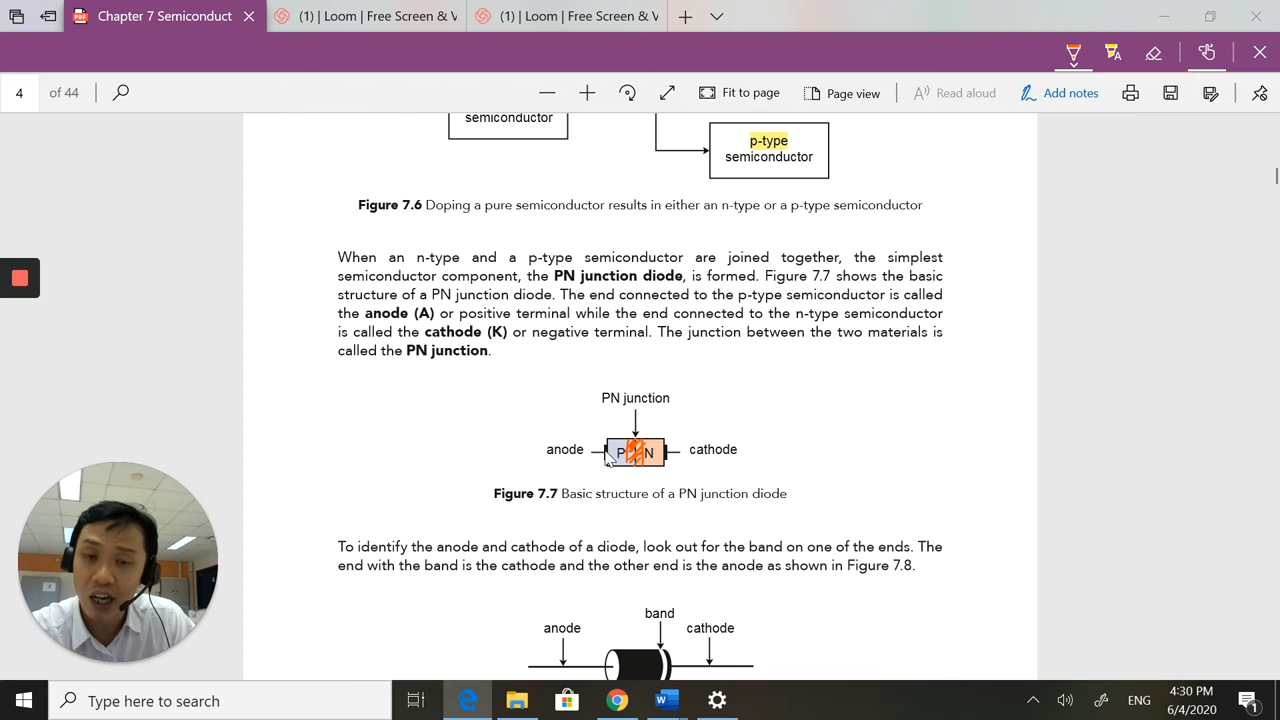 Chapter 7 Semiconduct
(1) | Loom | Free Screen & V
(1) | Loom | Free Screen & V
4 of 44
Fit to page
Page view
Read aloud
Add notes
semiconductor
p-type
semiconductor
Figure 7.6 Doping a pure semiconductor results in either an n-type or a p-type semiconductor
When an n-type and a p-type semiconductor are joined together, the simplest
semiconductor component, the PN junction diode, is formed. Figure 7.7 shows the basic
structure of a PN junction diode. The end connected to the p-type semiconductor is called
the anode (A) or positive terminal while the end connected to the n-type semiconductor
is called the cathode (K) or negative terminal. The junction between the two materials is
called the PN junction.
PN junction
anode P N cathode
Figure 7.7 Basic structure of a PN junction diode
To identify the anode and cathode of a diode, look out for the band on one of the ends. The
end with the band is the cathode and the other end is the anode as shown in Figure 7.8.
band
anode cathode
Type here to search
ENG
4:30 PM
6/4/2020
1